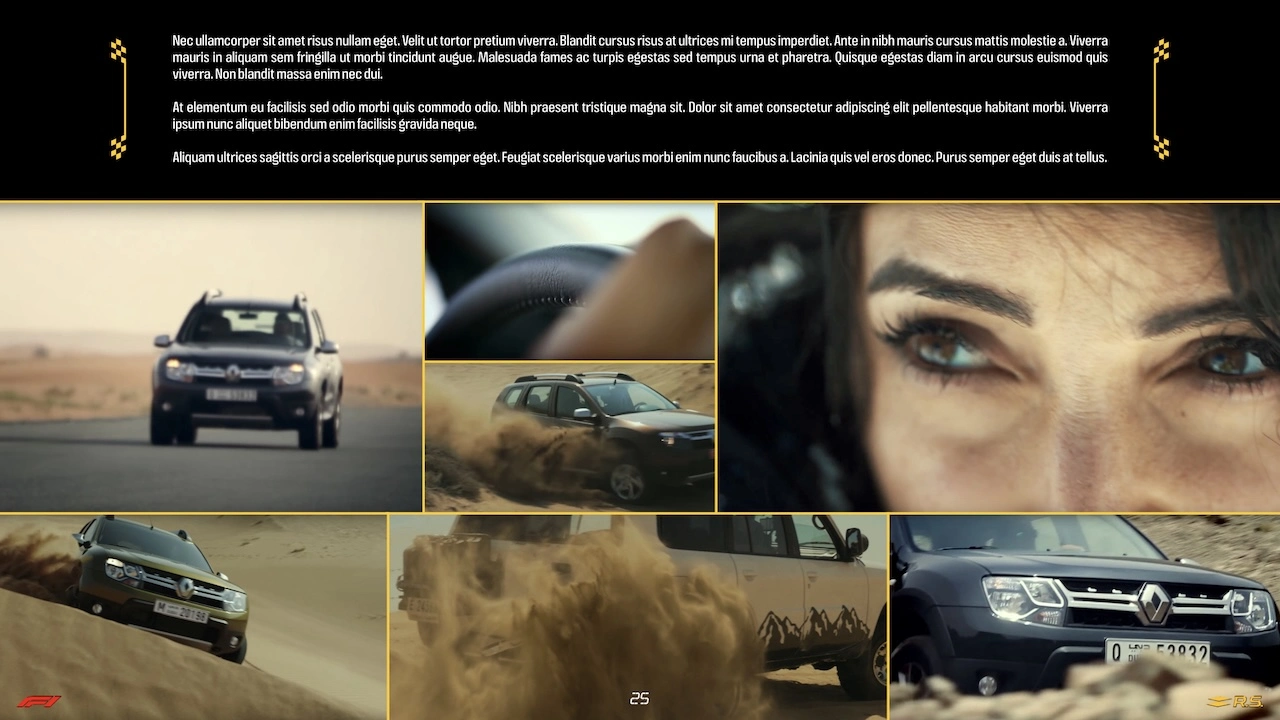 Nec ullamcorper sit amet risus nullam eget. Velit ut tortor pretium viverra. Blandit cursus risus at ultrices mi tempus imperdiet. Ante in nibh mauris cursus mattis molestie a. Viverra
mauris in aliquam sem fringilla ut morbi tincidunt augue. Malesuada fames ac turpis egestas sed tempus urna et pharetra. Quisque egestas diam in arcu cursus euismod quis
viverra. Non blandit massa enim nec dui.
At elementum eu facilisis sed odio morbi quis commodo odio. Nibh praesent tristique magna sit. Dolor sit amet consectetur adipiscing elit pellentesque habitant morbi. Viverra
ipsum nunc aliquet bibendum enim facilisis gravida neque.
Aliquam ultrices sagittis orci a scelerisque purus semper eget. Feugiat scelerisque varius morbi enim nunc faucibus a. Lacinia quis vel eros donec. Purus semper eget duis at tellus.
M 20198
Q 53832
F1
25
R.S.